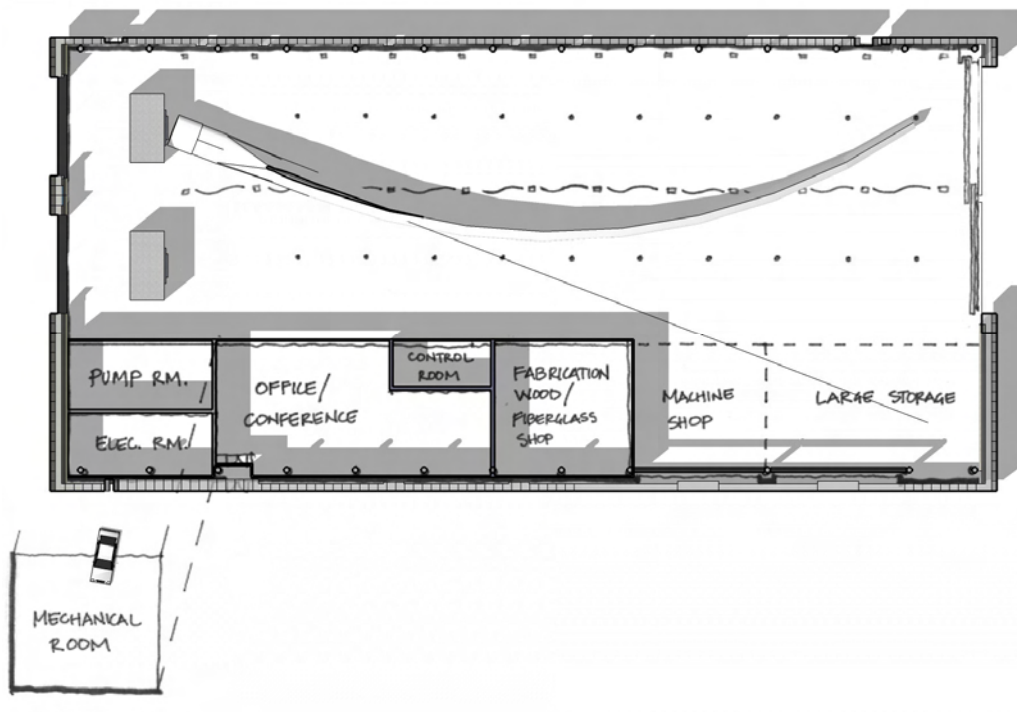 PUMP RM.
ELEC. RM.
OFFICE/
CONFERENCE
CONTROL
ROOM
FABRICATION
WOOD/
FIBERGLASS
SHOP
MACHINE
SHOP
LARGE STORAGE
MECHANICAL
ROOM